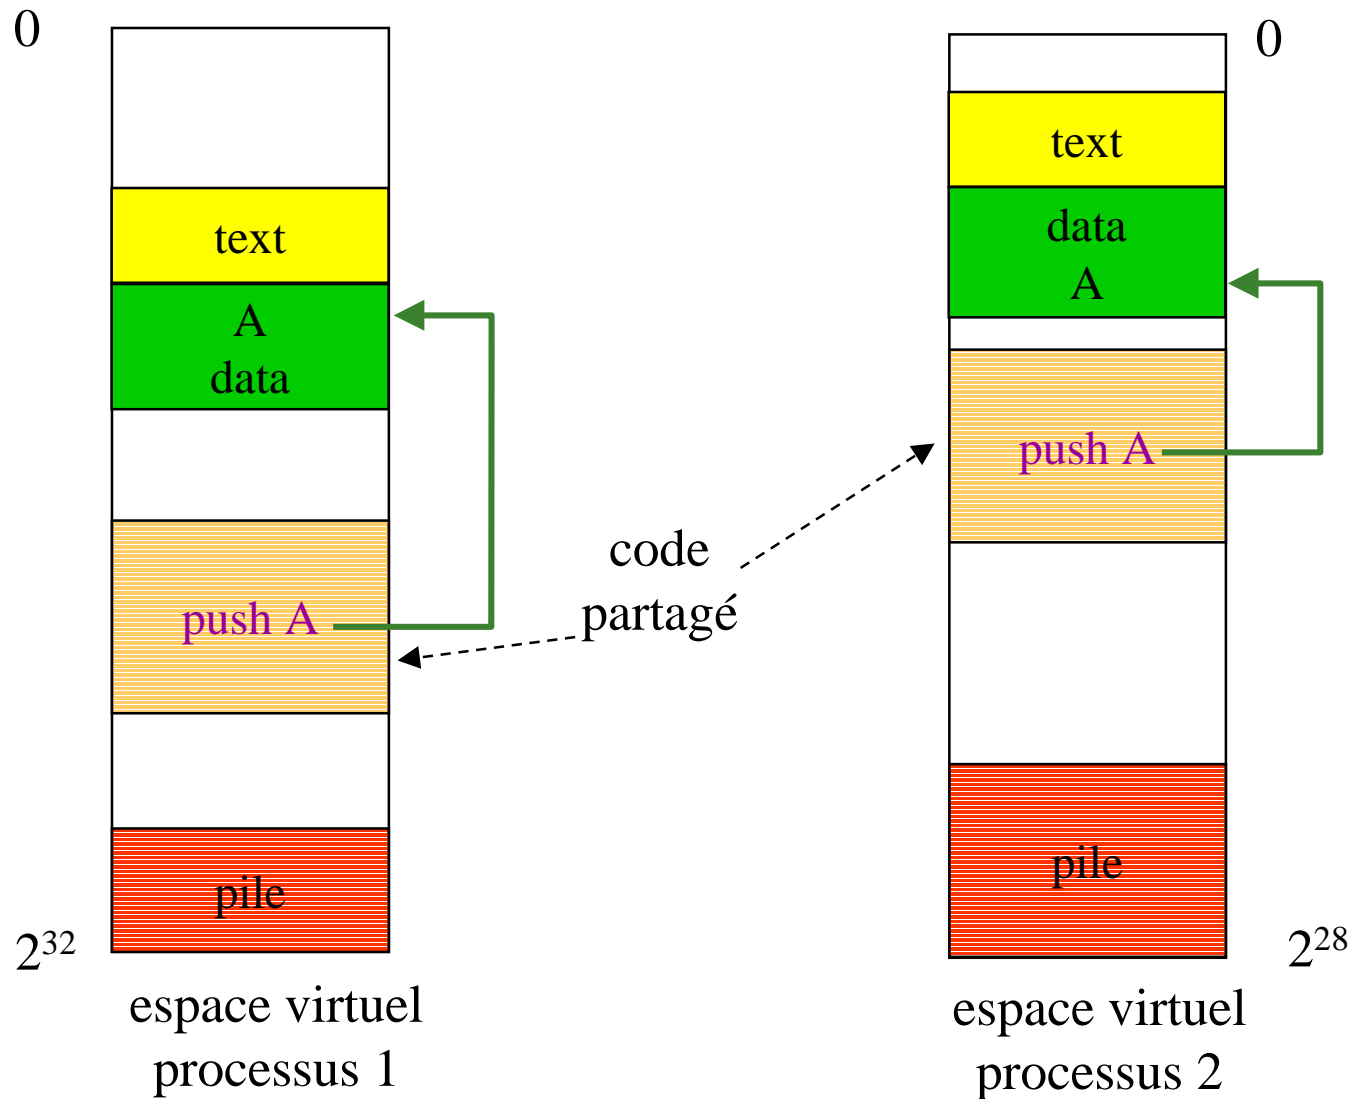 0
text
A
data
push A
pile
2³²
espace virtuel
processus 1
code
partagé
0
text
data
A
push A
pile
2²⁸
espace virtuel
processus 2